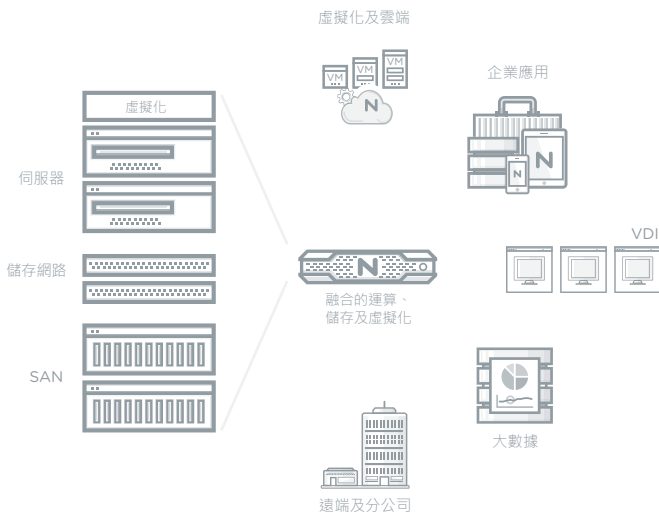 虛擬化及雲端
VM
VM
VM
N
企業應用
N
N
虛擬化
伺服器
儲存網路
SAN
N
融合的運算、
儲存及虛擬化
VDI
大數據
遠端及分公司